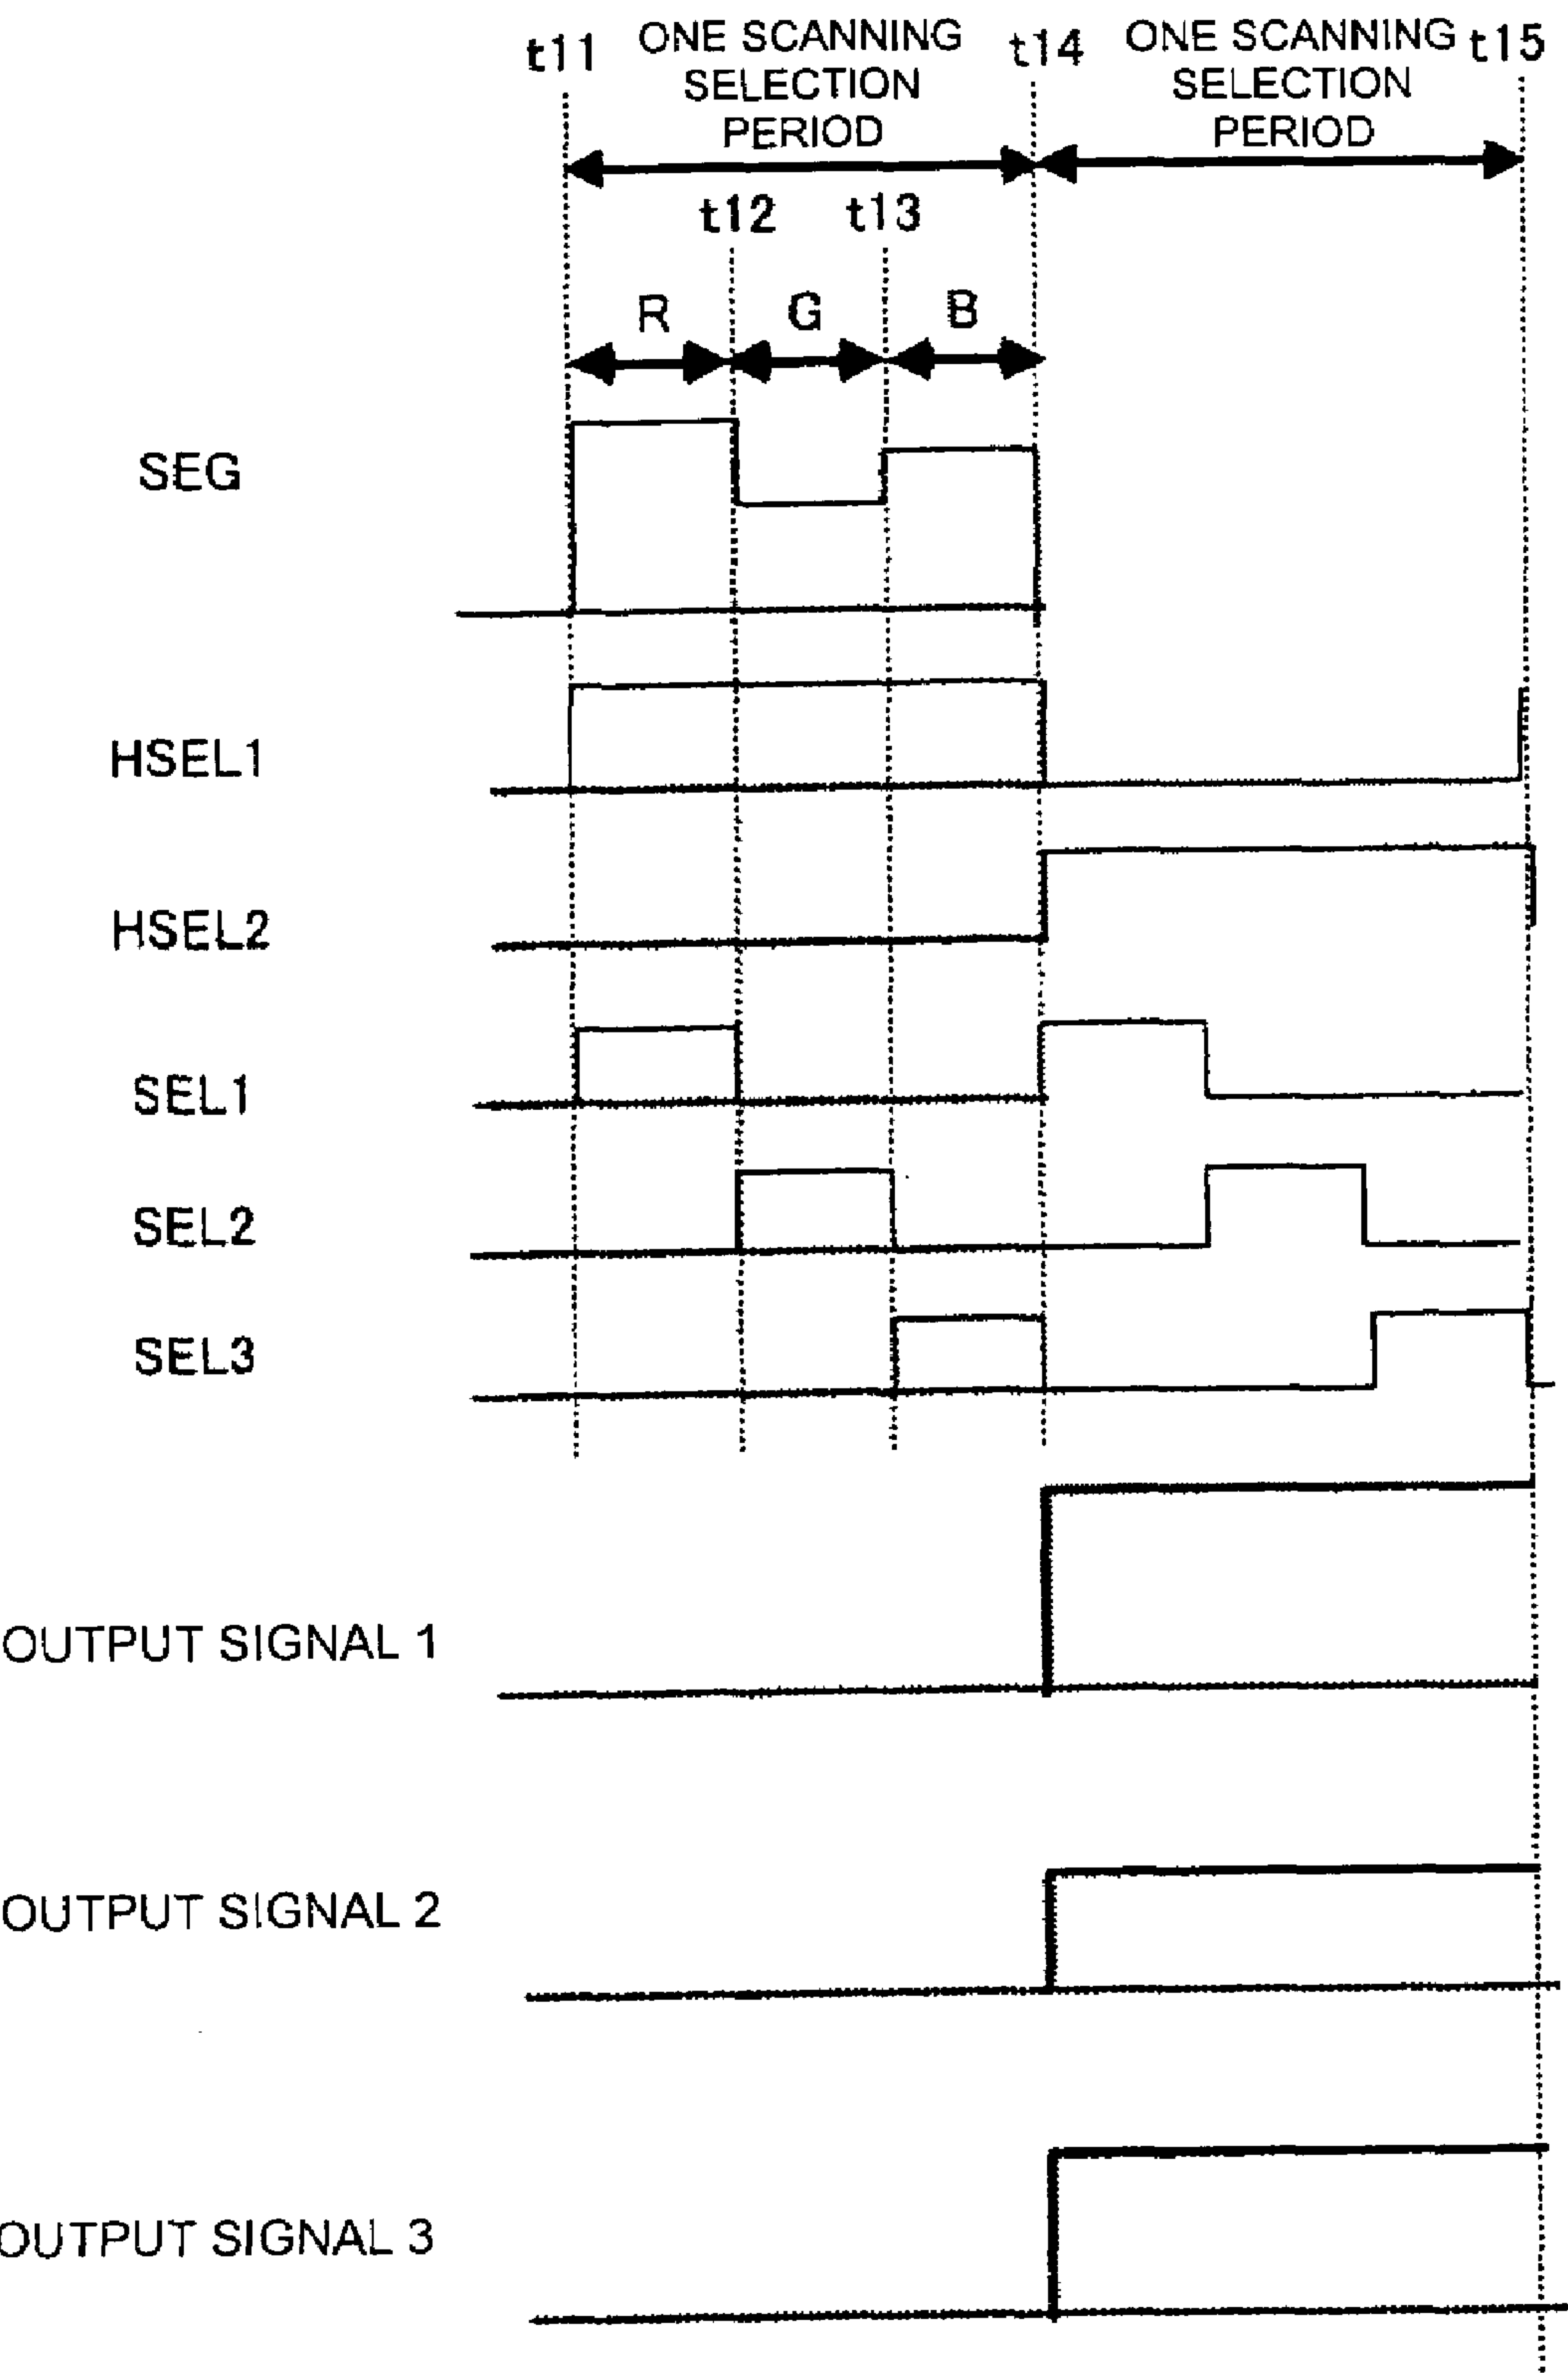 t11
ONE SCANNING
SELECTION
PERIOD
t14
ONE SCANNING
SELECTION
PERIOD
t15
t12
t13
R
G
B
SEG
HSEL1
HSEL2
SEL1
SEL2
SEL3
OUTPUT SIGNAL 1
OUTPUT SIGNAL 2
OUTPUT SIGNAL 3